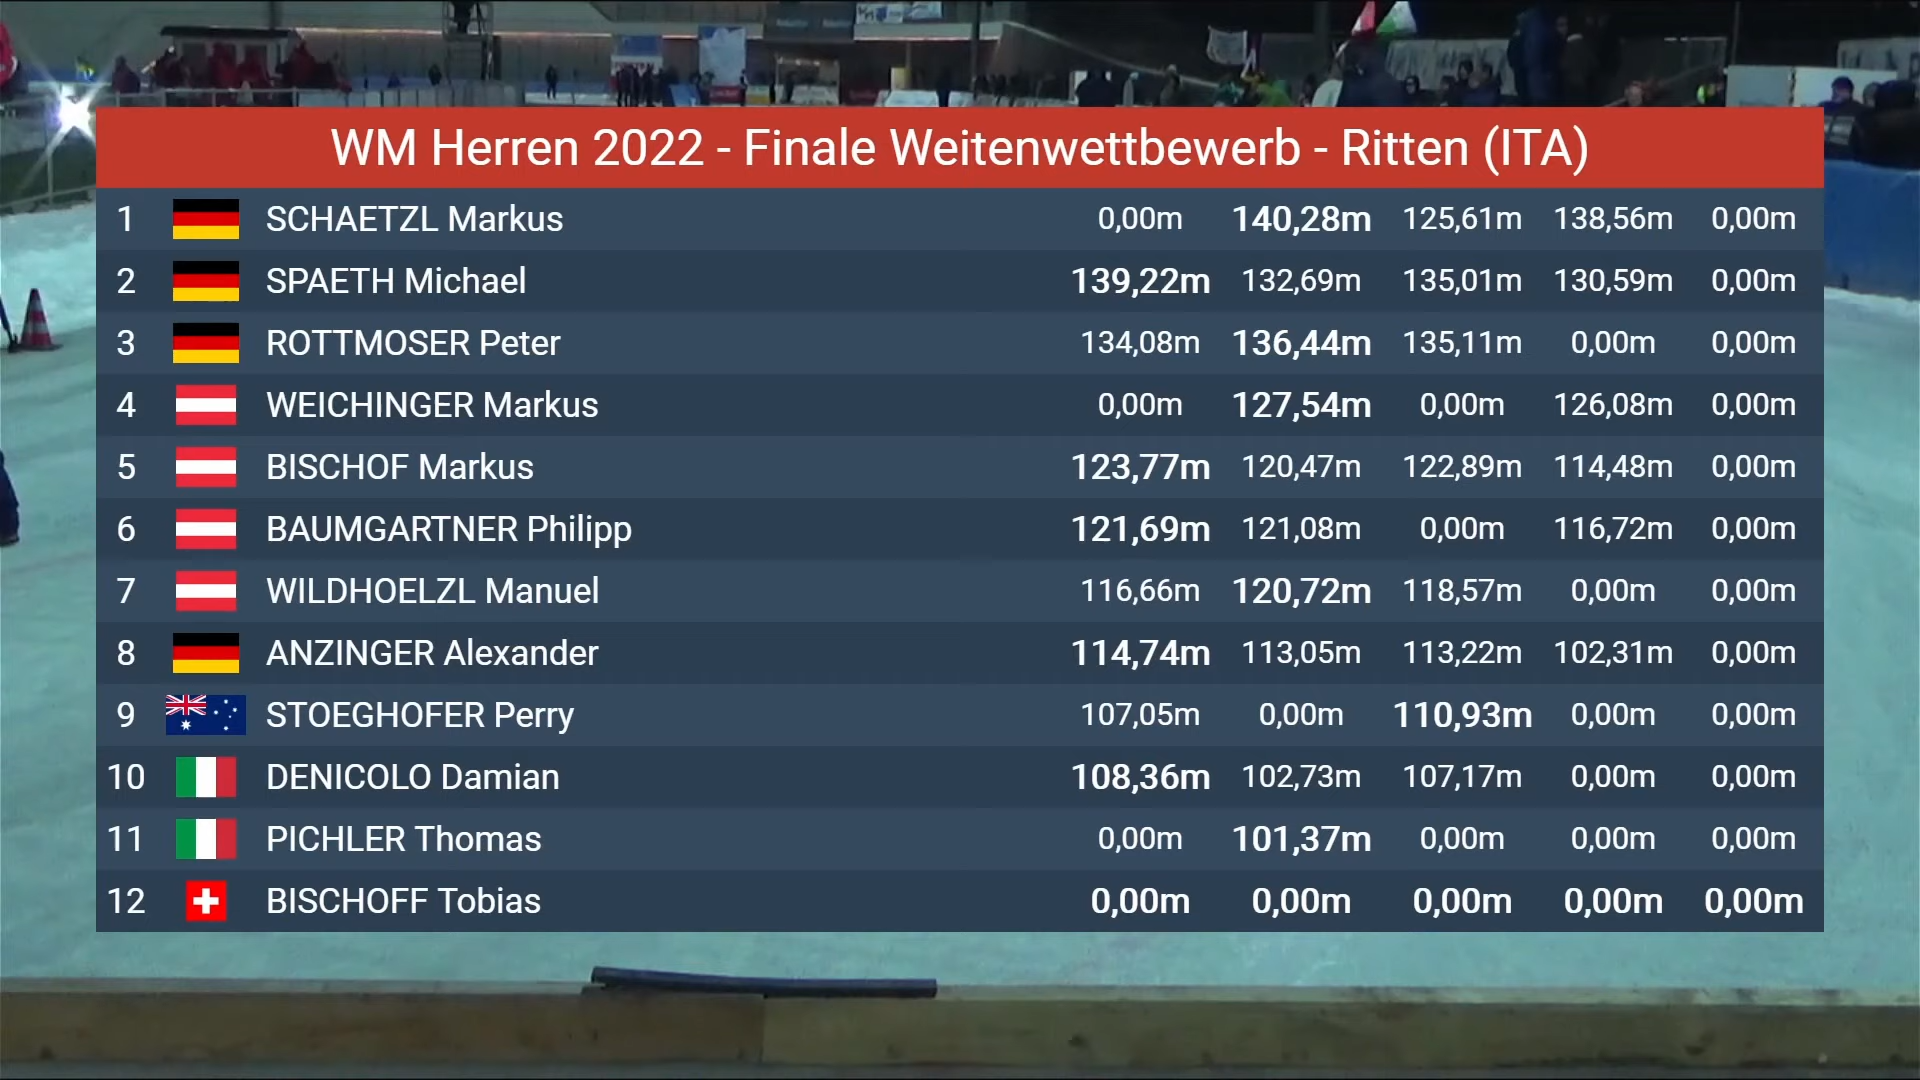 WM Herren 2022 - Finale Weitenwettbewerb - Ritten (ITA)
1 SCHAETZL Markus 0,00m 140,28m 125,61m 138,56m 0,00m
2 SPAETH Michael 139,22m 132,69m 135,01m 130,59m 0,00m
3 ROTTMOSER Peter 134,08m 136,44m 135,11m 0,00m 0,00m
4 WEICHINGER Markus 0,00m 127,54m 0,00m 126,08m 0,00m
5 BISCHOF Markus 123,77m 120,47m 122,89m 114,48m 0,00m
6 BAUMGARTNER Philipp 121,69m 121,08m 0,00m 116,72m 0,00m
7 WILDHOELZL Manuel 116,66m 120,72m 118,57m 0,00m 0,00m
8 ANZINGER Alexander 114,74m 113,05m 113,22m 102,31m 0,00m
9 STOEGHOFER Perry 107,05m 0,00m 110,93m 0,00m 0,00m
10 DENICOLO Damian 108,36m 102,73m 107,17m 0,00m 0,00m
11 PICHLER Thomas 0,00m 101,37m 0,00m 0,00m 0,00m
12 BISCHOFF Tobias 0,00m 0,00m 0,00m 0,00m 0,00m